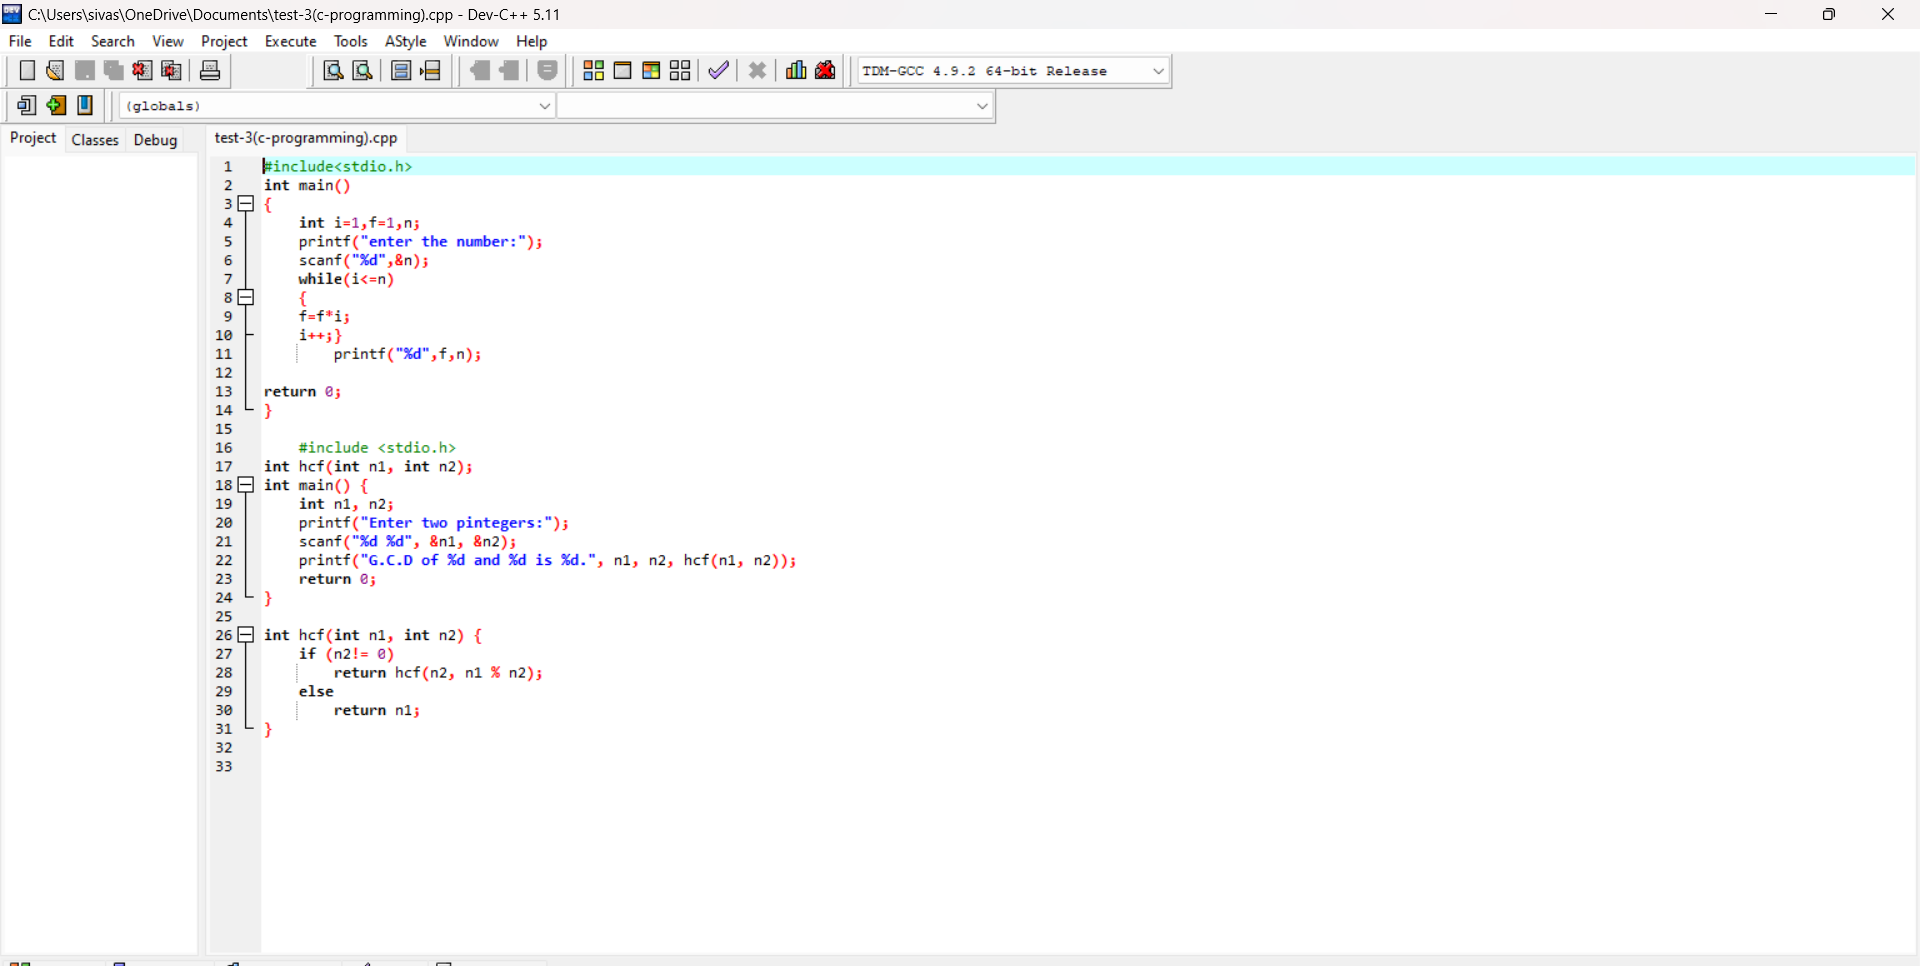 C:\Users\sivas\OneDrive\Documents\test-3(c-programming).cpp - Dev-C++ 5.11
File Edit Search View Project Execute Tools AStyle Window Help
TDM-GCC 4.9.2 64-bit Release
(globals)
Project Classes Debug test-3(c-programming).cpp
1 #include<stdio.h>
2 int main()
3 {
4 int i=1,f=1,n;
5 printf("enter the number:");
6 scanf("%d",&n);
7 while(i<=n)
8 {
9 f=f*i;
10 i++;}
11 printf("%d",f,n);
12
13 return 0;
14 }
15
16 #include <stdio.h>
17 int hcf(int n1, int n2);
18 int main() {
19 int n1, n2;
20 printf("Enter two pintegers:");
21 scanf("%d %d", &n1, &n2);
22 printf("G.C.D of %d and %d is %d.", n1, n2, hcf(n1, n2));
23 return 0;
24 }
25
26 int hcf(int n1, int n2) {
27 if (n2!= 0)
28 return hcf(n2, n1 % n2);
29 else
30 return n1;
31 }
32
33